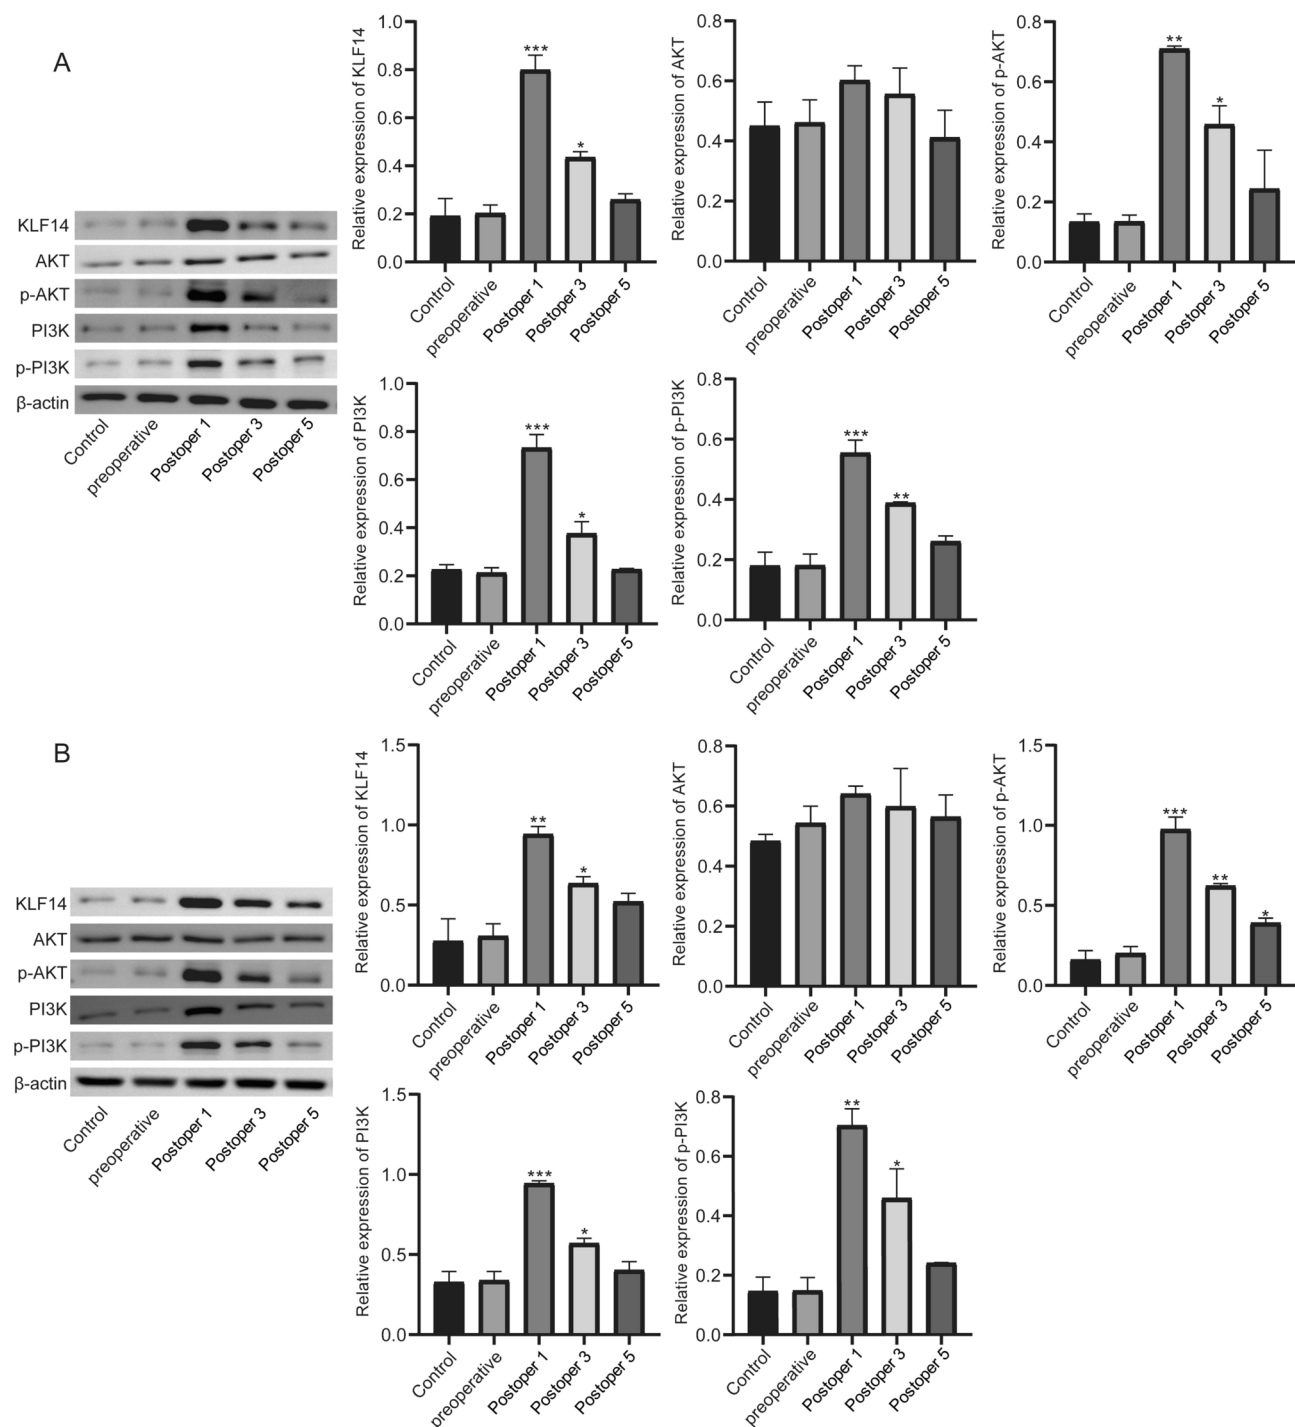 A
KLF14
AKT
p-AKT
PI3K
p-PI3K
β-actin
Control
preoperative
Postoper 1
Postoper 3
Postoper 5
Relative expression of KLF14
1.0
0.8
0.6
0.4
0.2
0.0
***
*
Control
preoperative
Postoper 1
Postoper 3
Postoper 5
Relative expression of AKT
0.8
0.6
0.4
0.2
0.0
Control
preoperative
Postoper 1
Postoper 3
Postoper 5
Relative expression of p-AKT
0.8
0.6
0.4
0.2
0.0
**
*
Control
preoperative
Postoper 1
Postoper 3
Postoper 5
Relative expression of PI3K
1.0
0.8
0.6
0.4
0.2
0.0
***
*
Control
preoperative
Postoper 1
Postoper 3
Postoper 5
Relative expression of p-PI3K
0.8
0.6
0.4
0.2
0.0
***
**
Control
preoperative
Postoper 1
Postoper 3
Postoper 5
B
KLF14
AKT
p-AKT
PI3K
p-PI3K
β-actin
Control
preoperative
Postoper 1
Postoper 3
Postoper 5
Relative expression of KLF14
1.5
1.0
0.5
0.0
**
*
Control
preoperative
Postoper 1
Postoper 3
Postoper 5
Relative expression of AKT
0.8
0.6
0.4
0.2
0.0
Control
preoperative
Postoper 1
Postoper 3
Postoper 5
Relative expression of p-AKT
1.5
1.0
0.5
0.0
***
**
*
Control
preoperative
Postoper 1
Postoper 3
Postoper 5
Relative expression of PI3K
1.5
1.0
0.5
0.0
***
*
Control
preoperative
Postoper 1
Postoper 3
Postoper 5
Relative expression of p-PI3K
0.8
0.6
0.4
0.2
0.0
**
*
Control
preoperative
Postoper 1
Postoper 3
Postoper 5